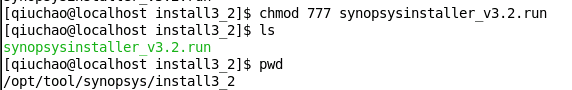 [qiuchao@localhost install3_2]$ chmod 777 synopsysinstaller_v3.2.run
[qiuchao@localhost install3_2]$ ls
synopsysinstaller_v3.2.run
[qiuchao@localhost install3_2]$ pwd
/opt/tool/synopsys/install3_2